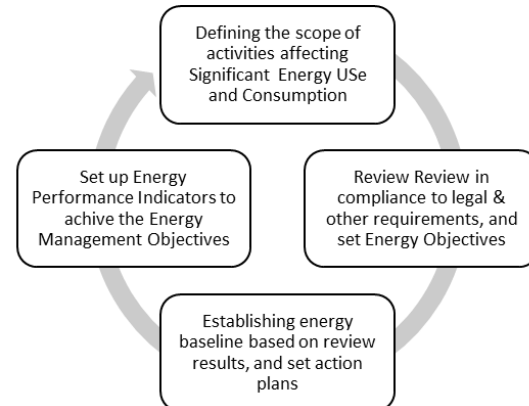 Defining the scope of
activities affecting
Significant Energy USe
and Consumption
Review Review in
compliance to legal &
other requirements, and
set Energy Objectives
Establishing energy
baseline based on review
results, and set action
plans
Set up Energy
Performance Indicators to
achive the Energy
Management Objectives